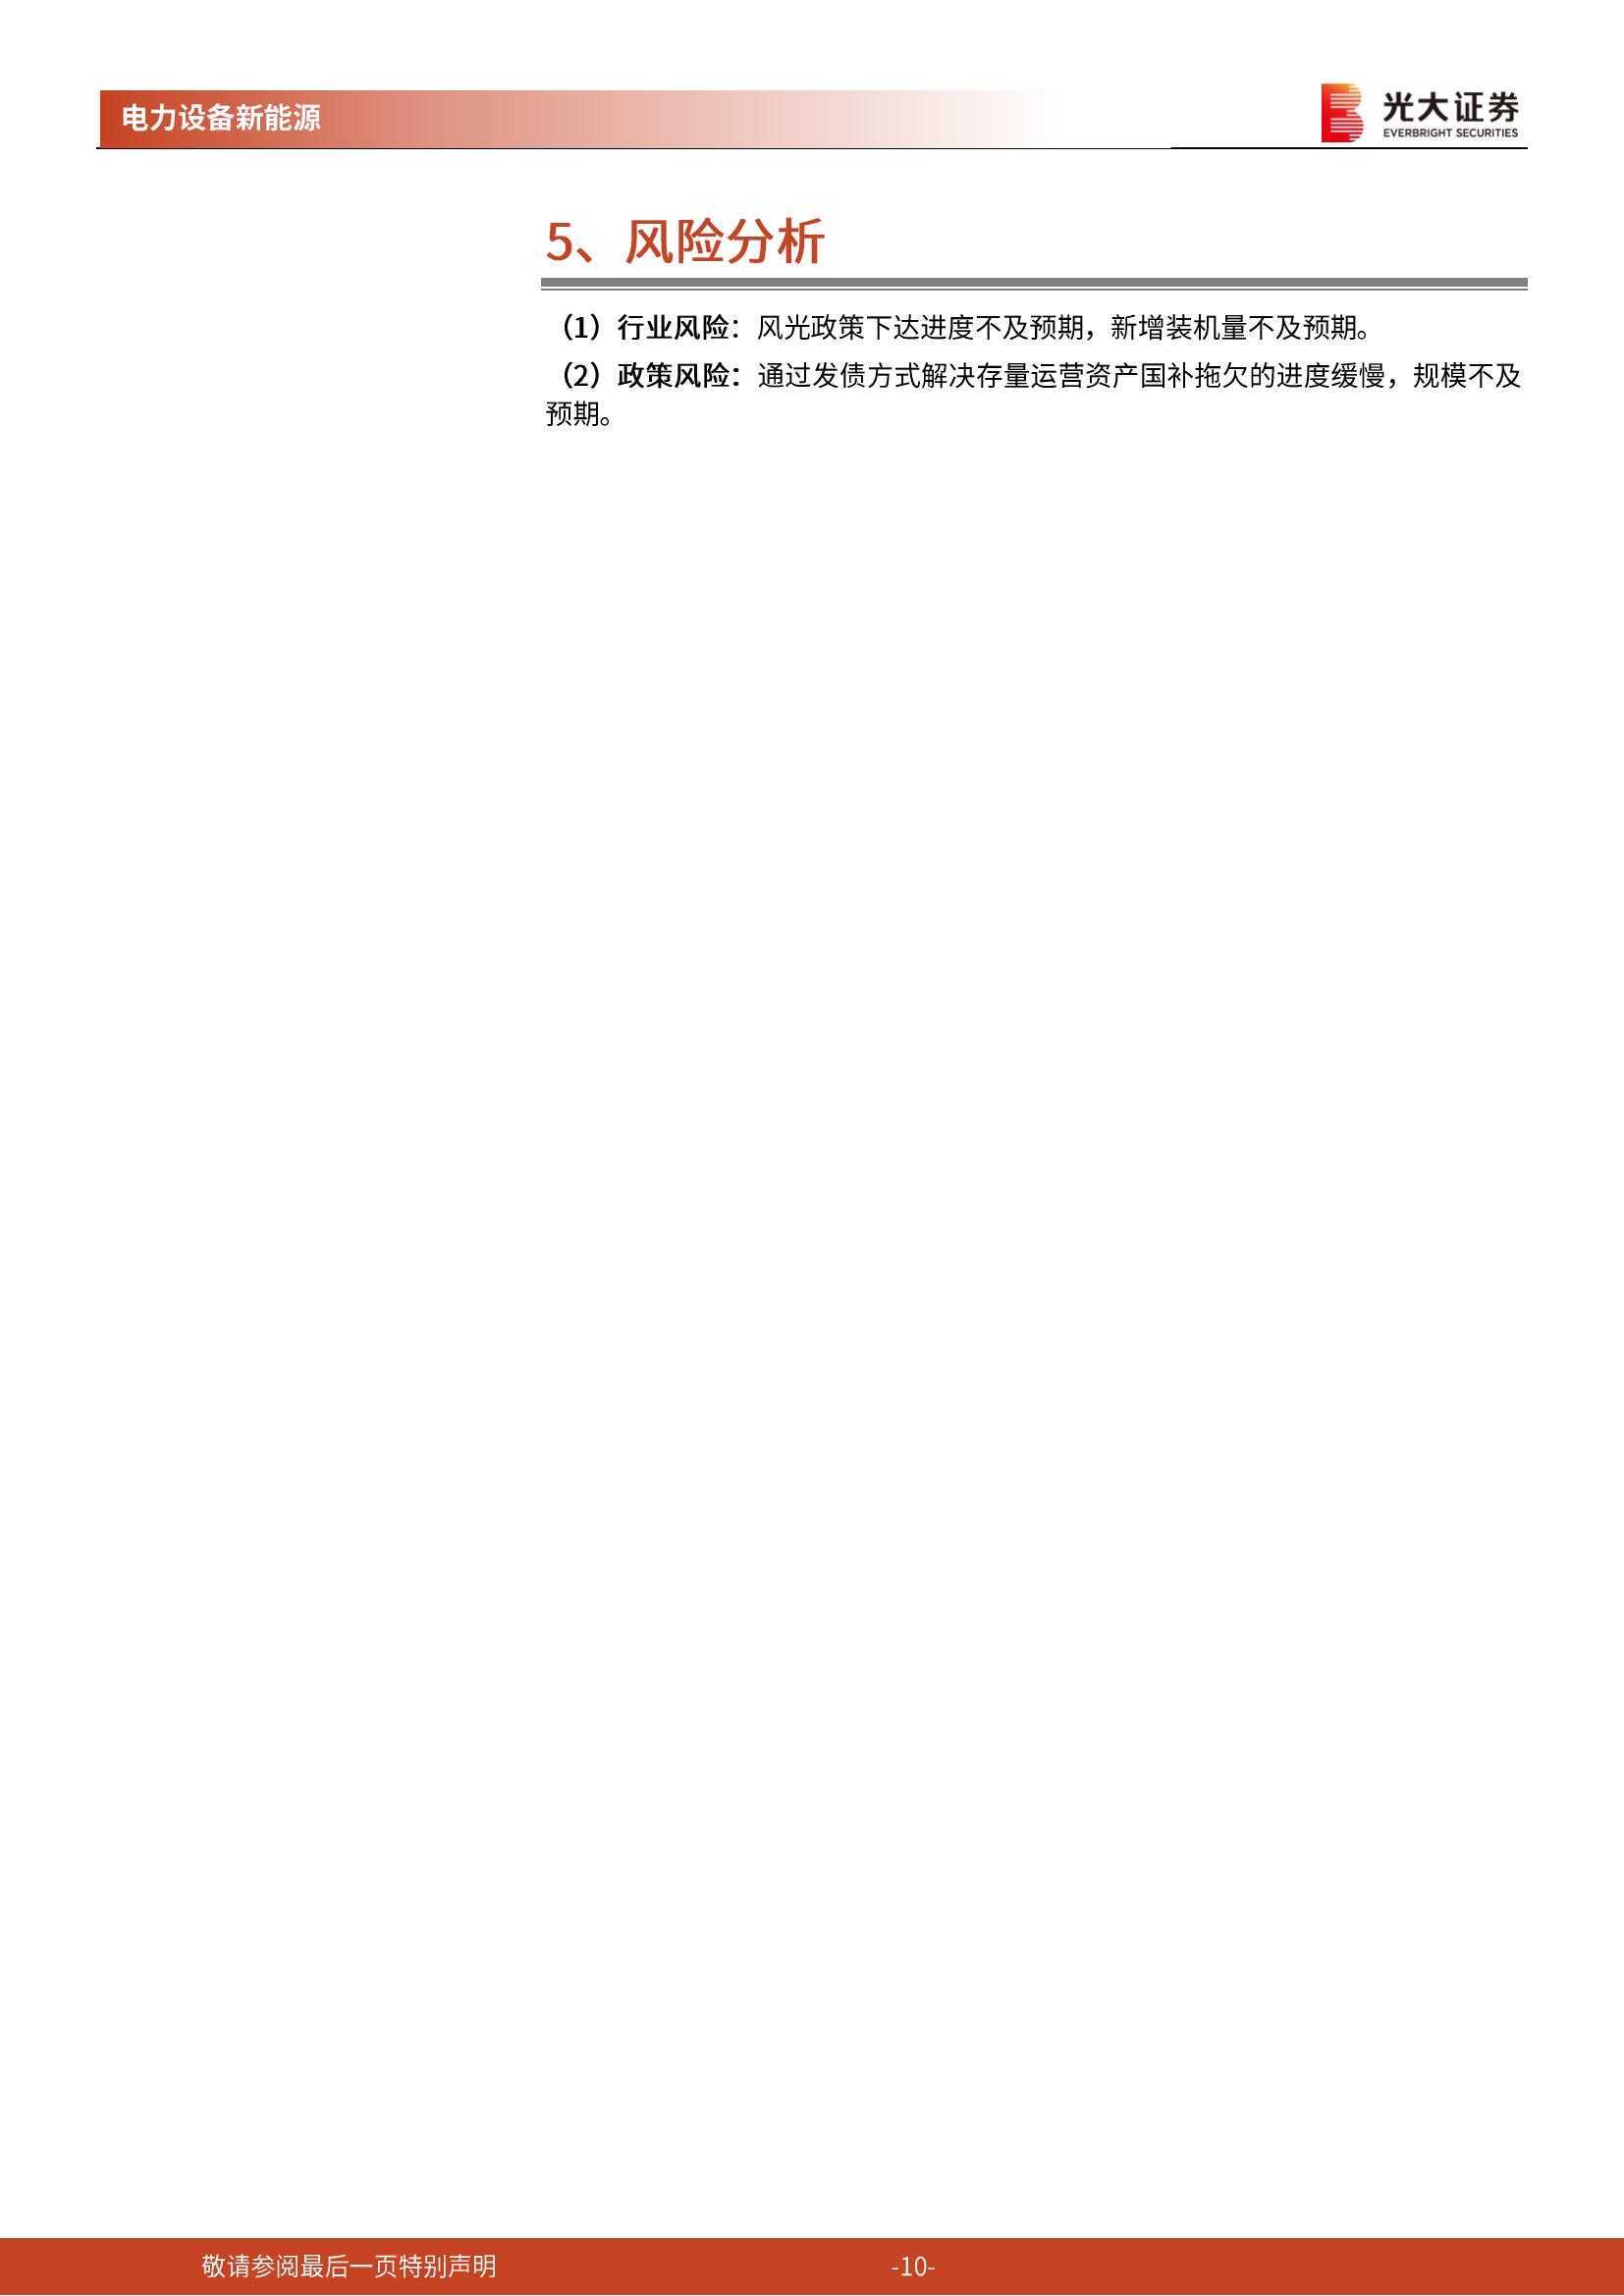 电力设备新能源
光大证券
EVERBRIGHT SECURITIES
5、风险分析
（1）行业风险：风光政策下达进度不及预期，新增装机量不及预期。
（2）政策风险：通过发债方式解决存量运营资产国补拖欠的进度缓慢，规模不及
预期。
敬请参阅最后一页特别声明
-10-